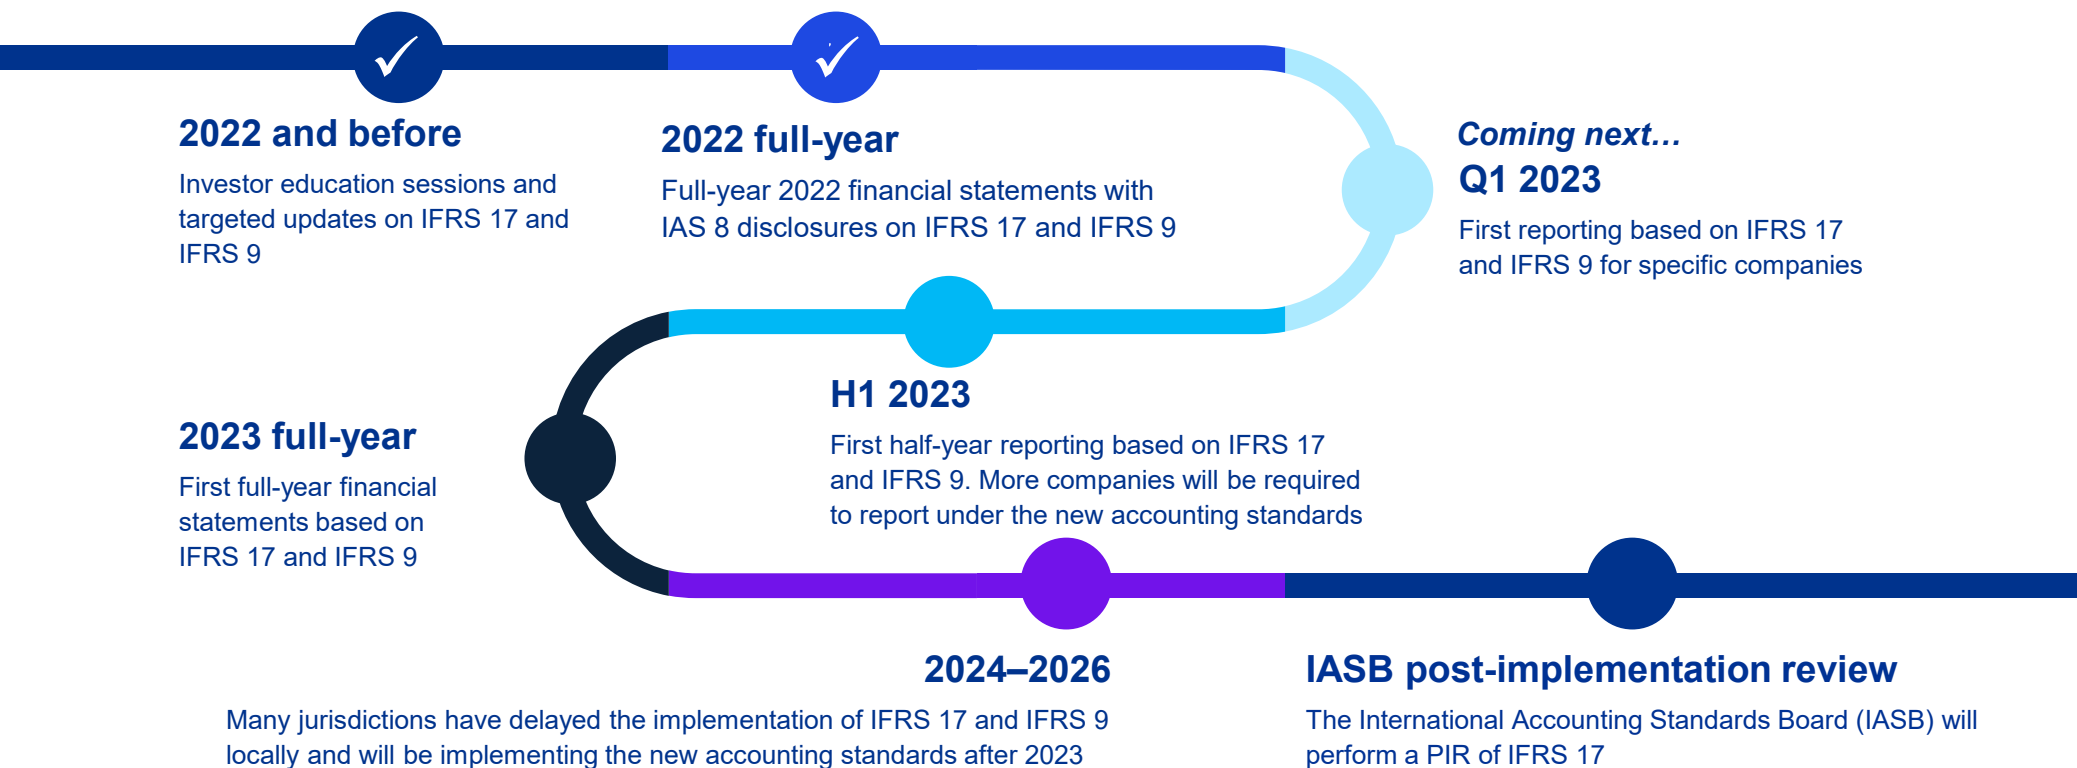 2022 and before
Investor education sessions and
targeted updates on IFRS 17 and
IFRS 9
2022 full-year
Full-year 2022 financial statements with
IAS 8 disclosures on IFRS 17 and IFRS 9
Coming next…
Q1 2023
First reporting based on IFRS 17
and IFRS 9 for specific companies
H1 2023
First half-year reporting based on IFRS 17
and IFRS 9. More companies will be required
to report under the new accounting standards
2023 full-year
First full-year financial
statements based on
IFRS 17 and IFRS 9
2024–2026
Many jurisdictions have delayed the implementation of IFRS 17 and IFRS 9
locally and will be implementing the new accounting standards after 2023
IASB post-implementation review
The International Accounting Standards Board (IASB) will
perform a PIR of IFRS 17